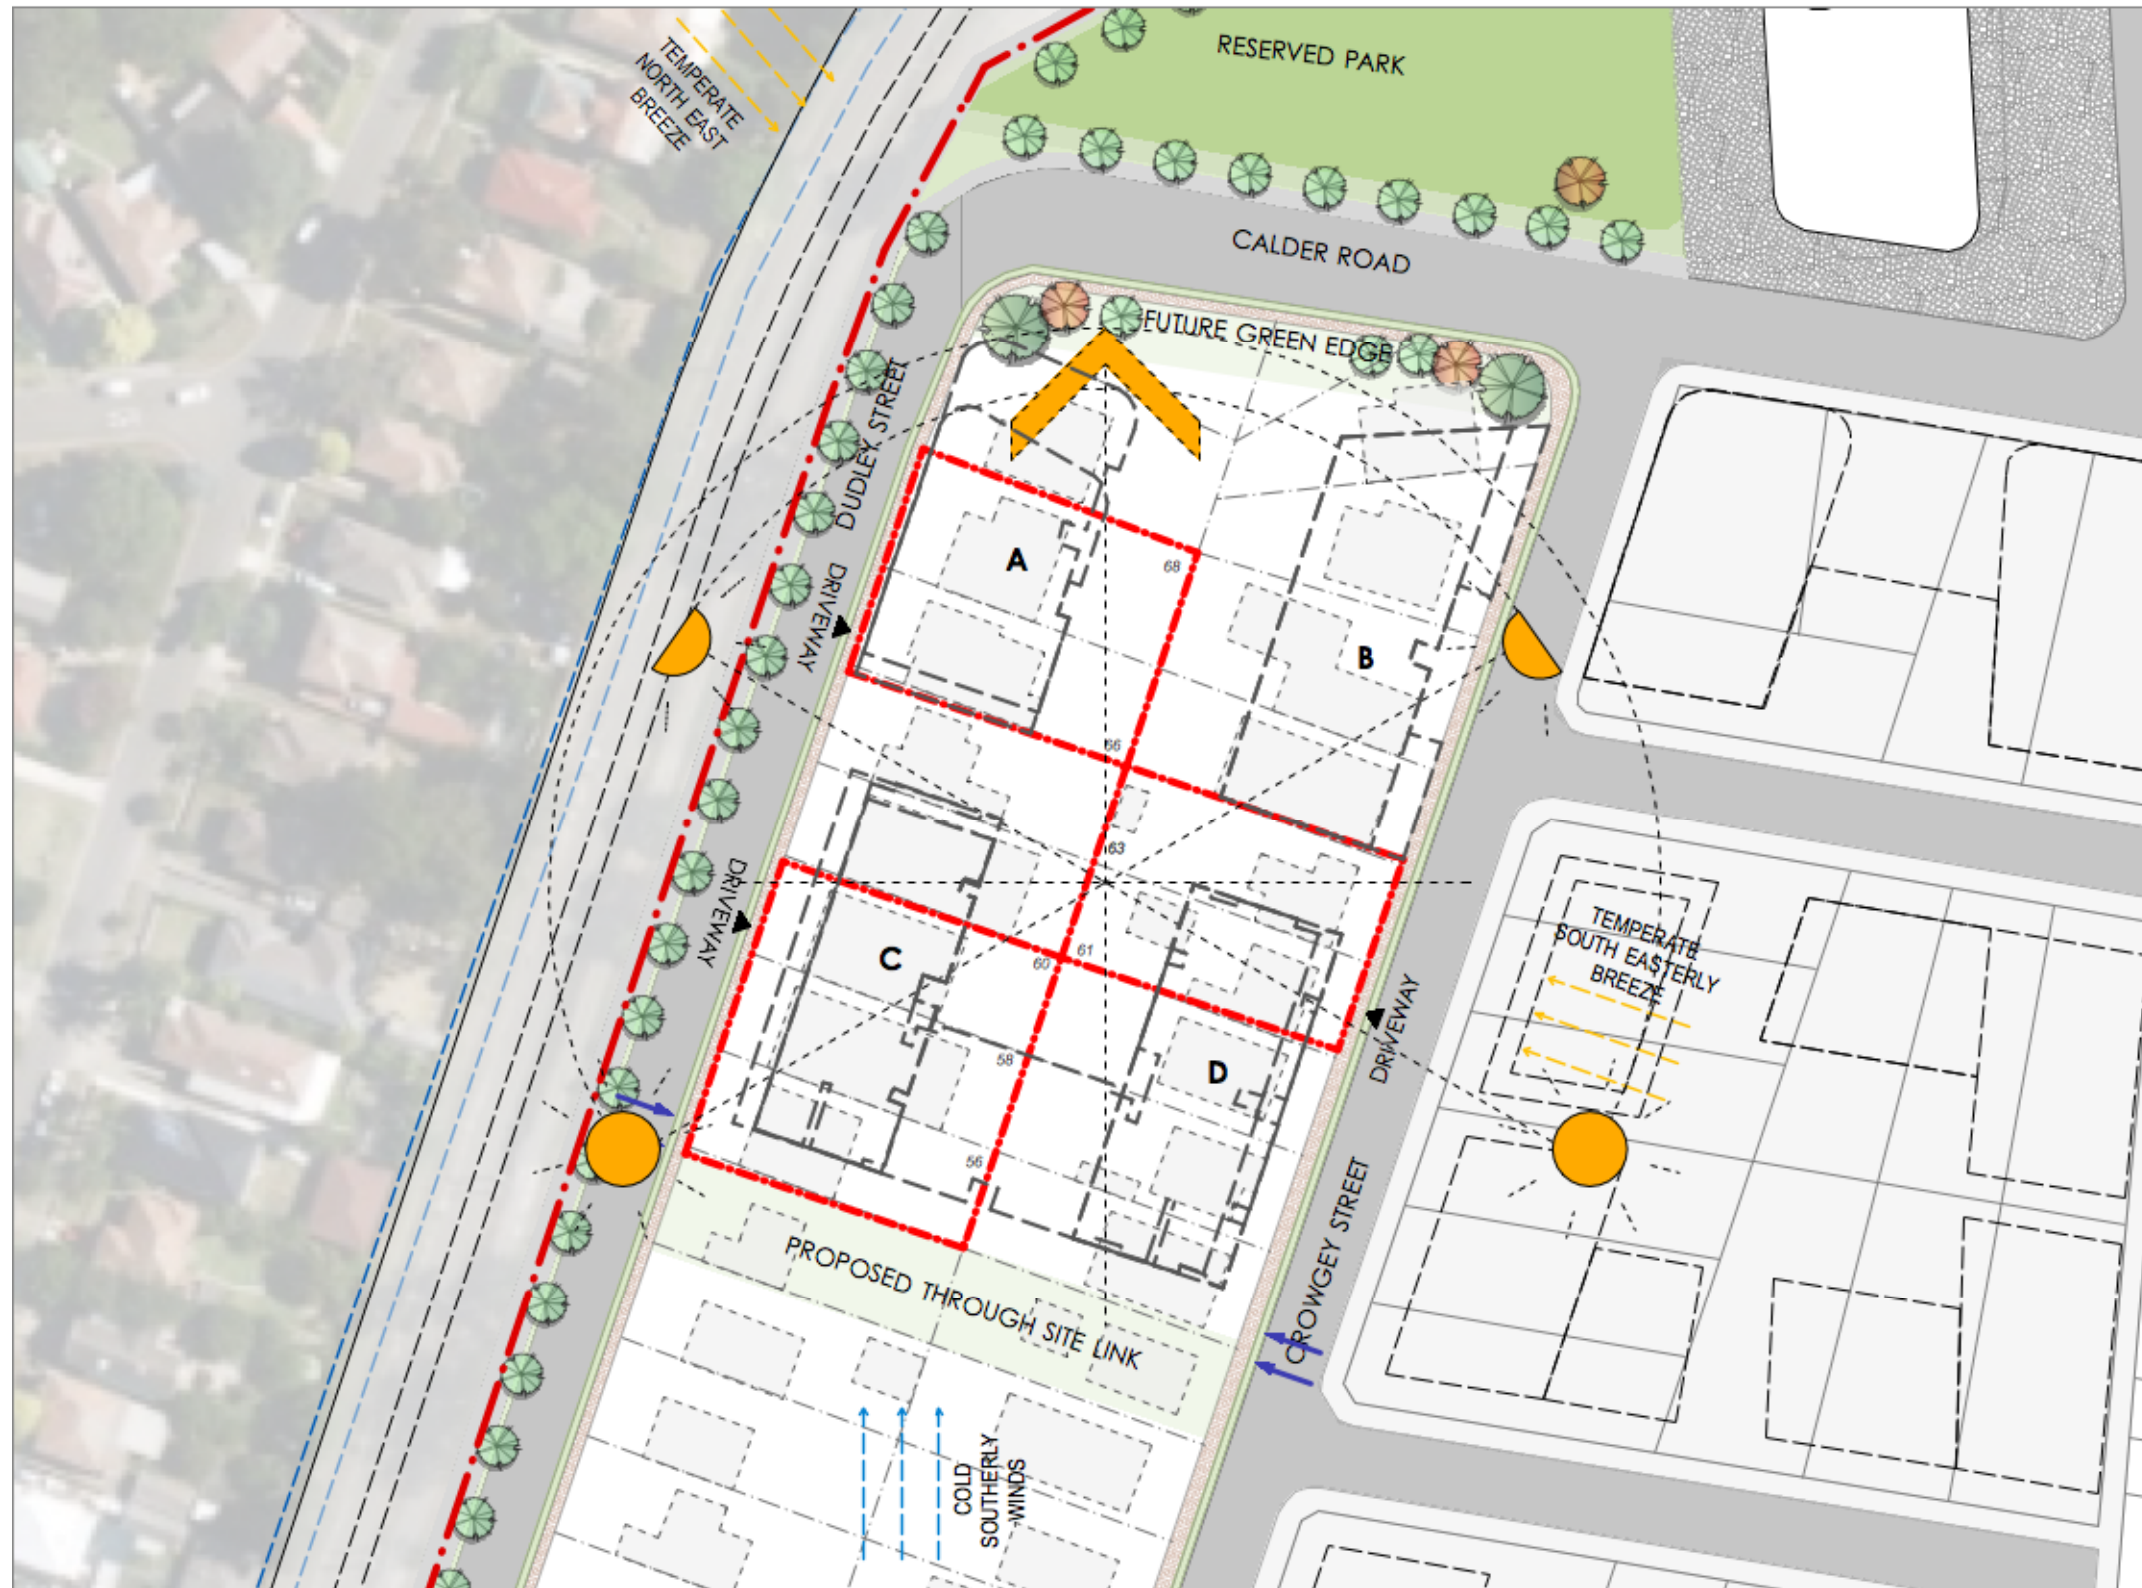 TEMPERATE
NORTH EAST
BREEZE
RESERVED PARK
CALDER ROAD
FUTURE GREEN EDGE
DUDLEY STREET
A
68
DRIVEWAY
B
66
63
DRIVEWAY
C
60
61
TEMPERATE
SOUTH EASTERLY
BREEZE
58
D
DRIVEWAY
56
CROWGEY STREET
PROPOSED THROUGH SITE LINK
COLD
SOUTHERLY
WINDS